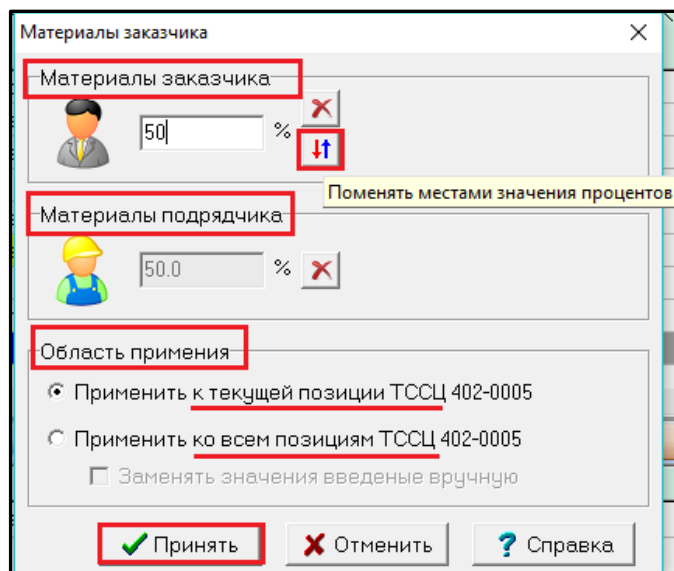 Материалы заказчика
Материалы заказчика
50 %
Поменять местами значения процентов
Материалы подрядчика
50.0 %
Область примения
Применить к текущей позиции ТССЦ 402-0005
Применить ко всем позициям ТССЦ 402-0005
Заменять значения введеные вручную
Принять Отменить ? Справка